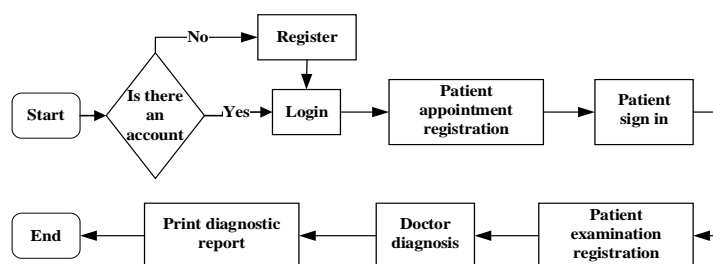 No
Register
Start
Is there
an
account
Yes
Login
Patient
appointment
registration
Patient
sign in
End
Print diagnostic
report
Doctor
diagnosis
Patient
examination
registration